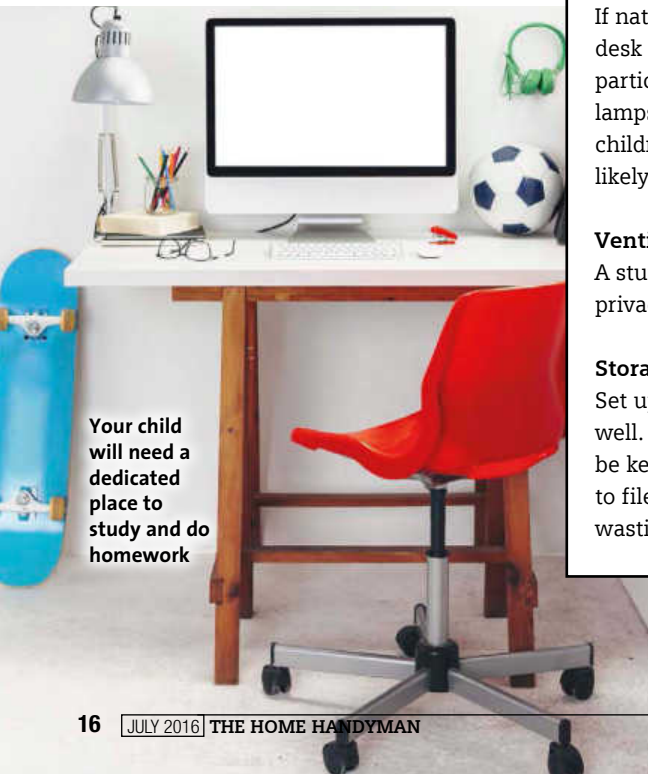 If nat
desk
partic
lamps
childr
likely
Venti
A stu
priva
Stora
Set u
well.
be ke
to file
wasti
Your child
will need a
dedicated
place to
study and do
homework
16 JULY 2016 THE HOME HANDYMAN